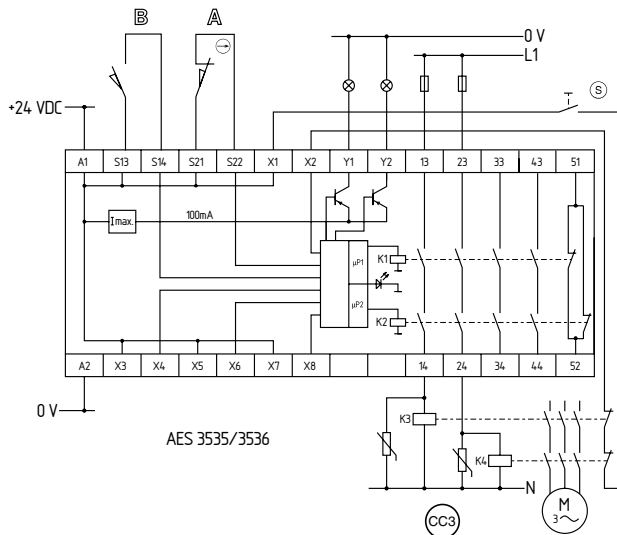 B A
0 V
L1
+24 VDC
S
A1 S13 S14 S21 S22 X1 X2 Y1 Y2 13 23 33 43 51
Imax.
100mA
µP1
K1
µP2
K2
A2 X3 X4 X5 X6 X7 X8 14 24 34 44 52
0 V
AES 3535/3536
K3
K4
N
CC3
M
3